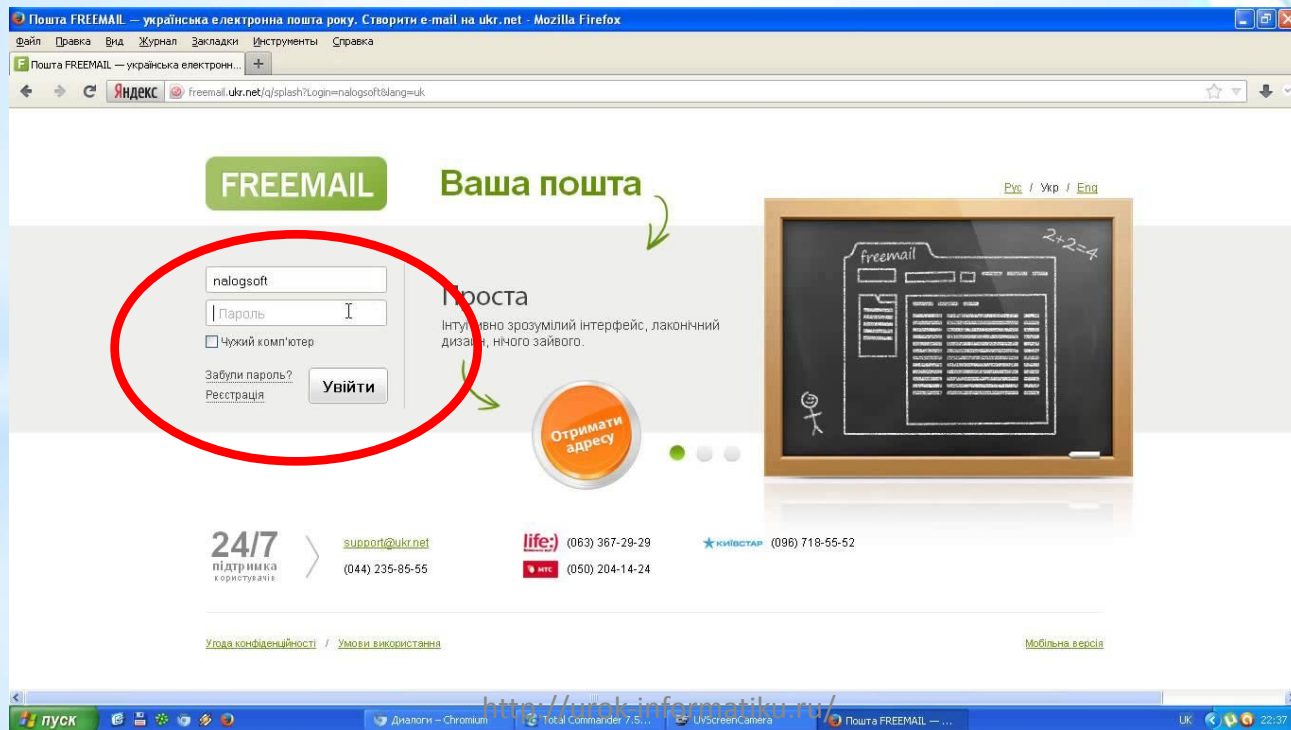 Пошта FREEMAIL — українська електронна пошта року. Створити e-mail на ukr.net - Mozilla Firefox
Файл Правка Вид Журнал Закладки Инструменты Справка
Пошта FREEMAIL — українська електронн... +
Яндекс freemail.ukr.net/q/splash?Login=nalogsoft&lang=uk
FREEMAIL
Ваша пошта
Рус / Укр / Eng
2+2=4
freemail
nalogsoft
Пароль
Чужий комп'ютер
Забули пароль?
Реєстрація
Увійти
Проста
Інтуїтивно зрозумілий інтерфейс, лаконічний
дизайн, нічого зайвого.
Отримати
адресу
24/7
підтримка
користувачів
support@ukr.net
(044) 235-85-55
life:) (063) 367-29-29
МТС (050) 204-14-24
київстар (096) 718-55-52
Угода конфіденційності / Умови використання
Мобільна версія
http://urok-informatiku.ru/
пуск
Диалоги – Chromium
Total Commander 7.5...
UVScreenCamera
Пошта FREEMAIL — ...
UK 22:37